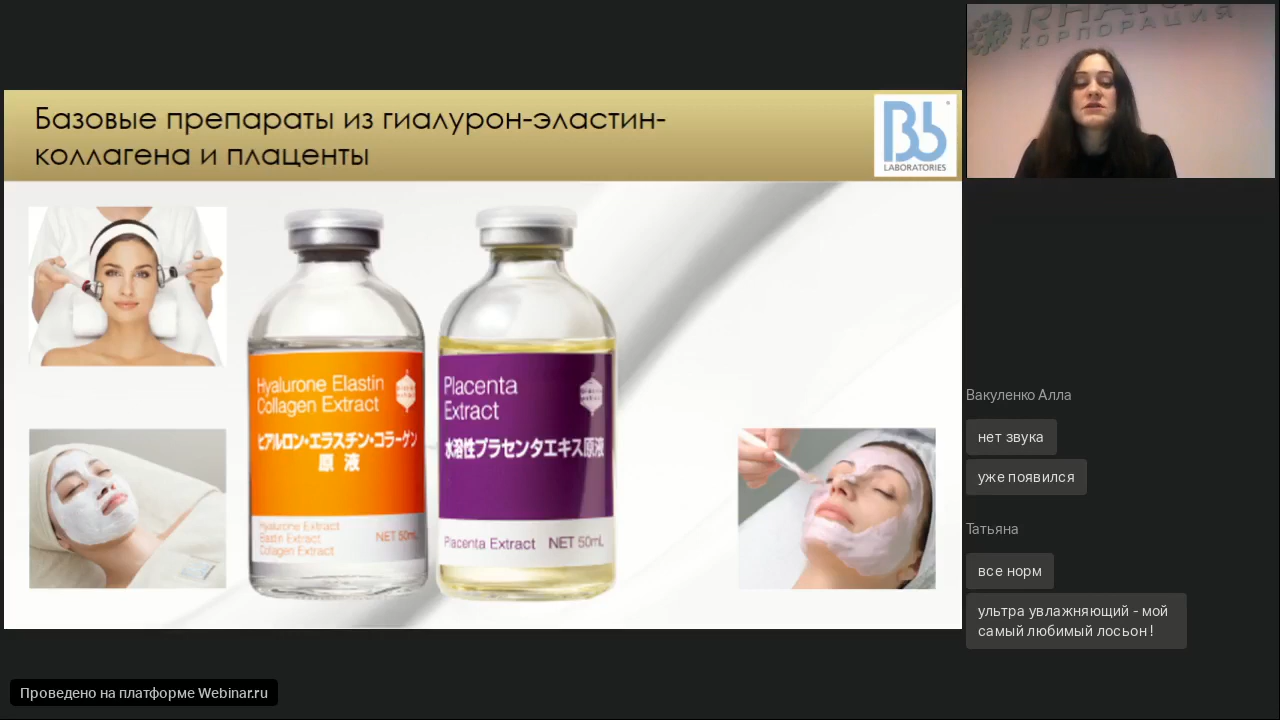 Базовые препараты из гиалурон-эластин-
коллагена и плаценты
Bb
LABORATORIES
Hyalurone Elastin
Collagen Extract
ヒアルロン・エラスチン・コラーゲン
原 液
Hyalurone Extract
Elastin Extract
Collagen Extract
NET 50mL
Placenta
Extract
水溶性プラセンタエキス原液
Placenta Extract NET 50mL
КОРПОРАЦИЯ
Вакуленко Алла
нет звука
уже появился
Татьяна
все норм
ультра увлажняющий - мой
самый любимый лосьон !
Проведено на платформе Webinar.ru